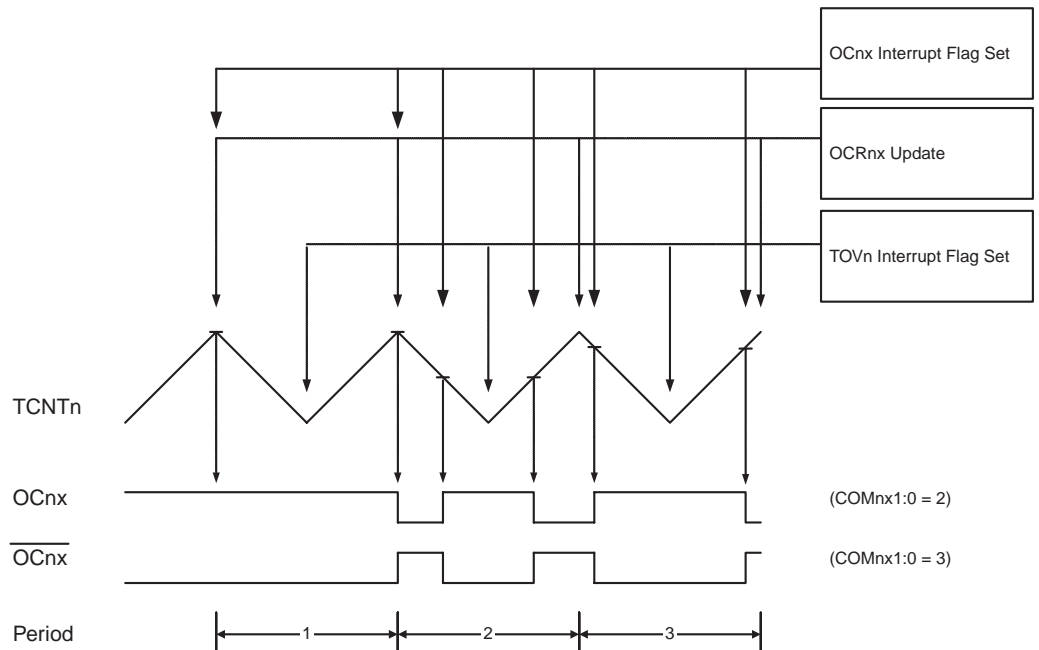 OCnx Interrupt Flag Set
OCRnx Update
TOVn Interrupt Flag Set
TCNTn
OCnx
(COMnx1:0 = 2)
OCnx
(COMnx1:0 = 3)
Period
1
2
3